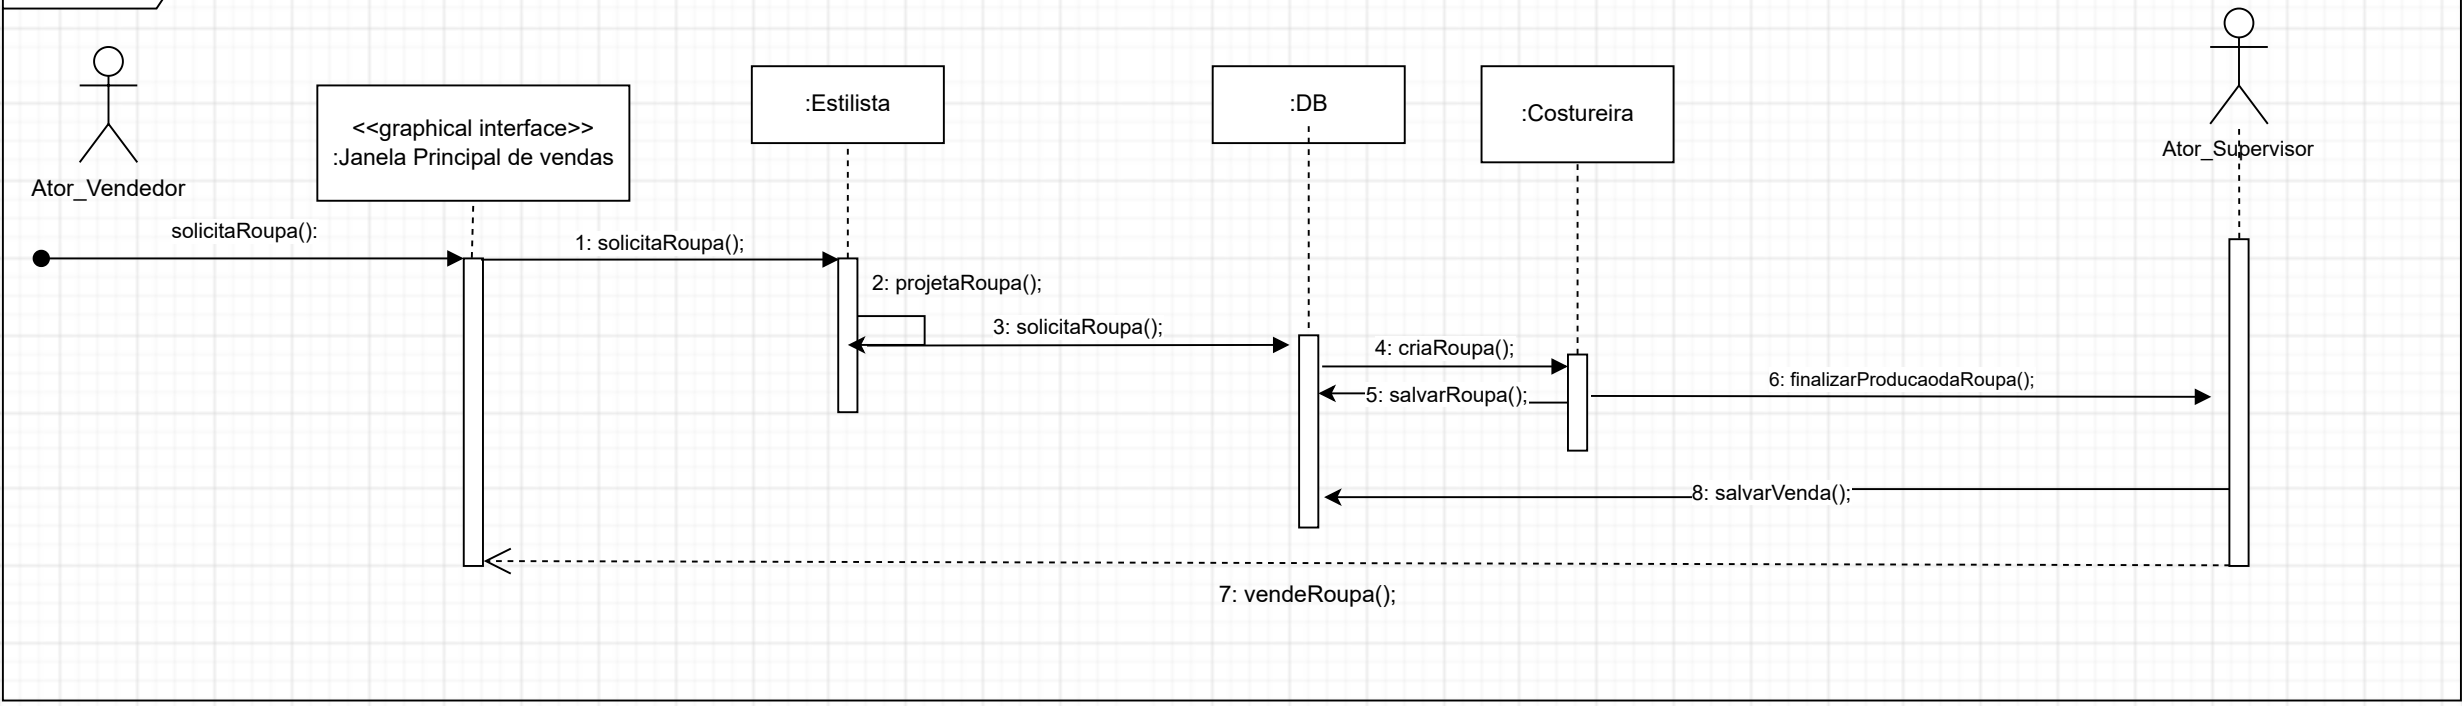 Ator_Vendedor
<<graphical interface>>
:Janela Principal de vendas
:Estilista
:DB
:Costureira
Ator_Supervisor
solicitaRoupa():
1: solicitaRoupa();
2: projetaRoupa();
3: solicitaRoupa();
4: criaRoupa();
5: salvarRoupa();
6: finalizarProducaodaRoupa();
8: salvarVenda();
7: vendeRoupa();